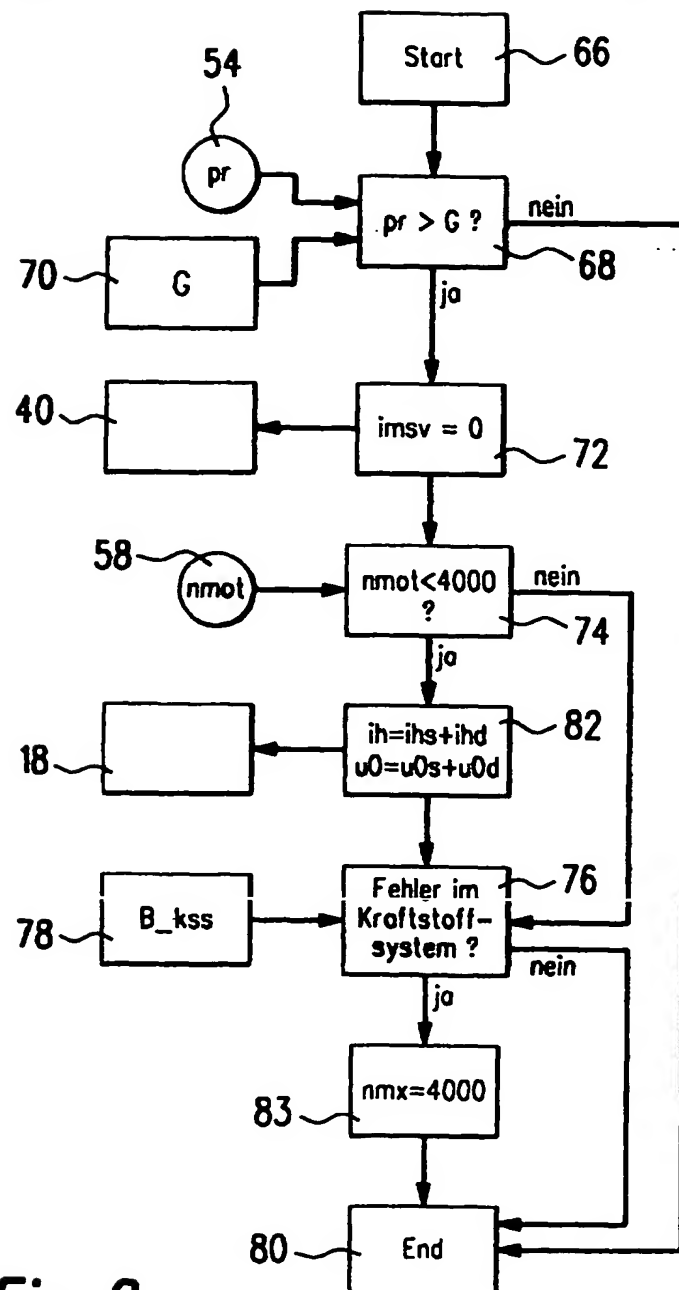 Start
66
54
pr
pr > G ?
nein
68
70
G
ja
40
imsv = 0
72
58
nmot
nmot<4000
?
nein
74
ja
18
ih=ihs+ihd
u0=u0s+u0d
82
78
B_kss
Fehler im
Kraftstoff-
system ?
76
nein
ja
nmx=4000
83
80
End